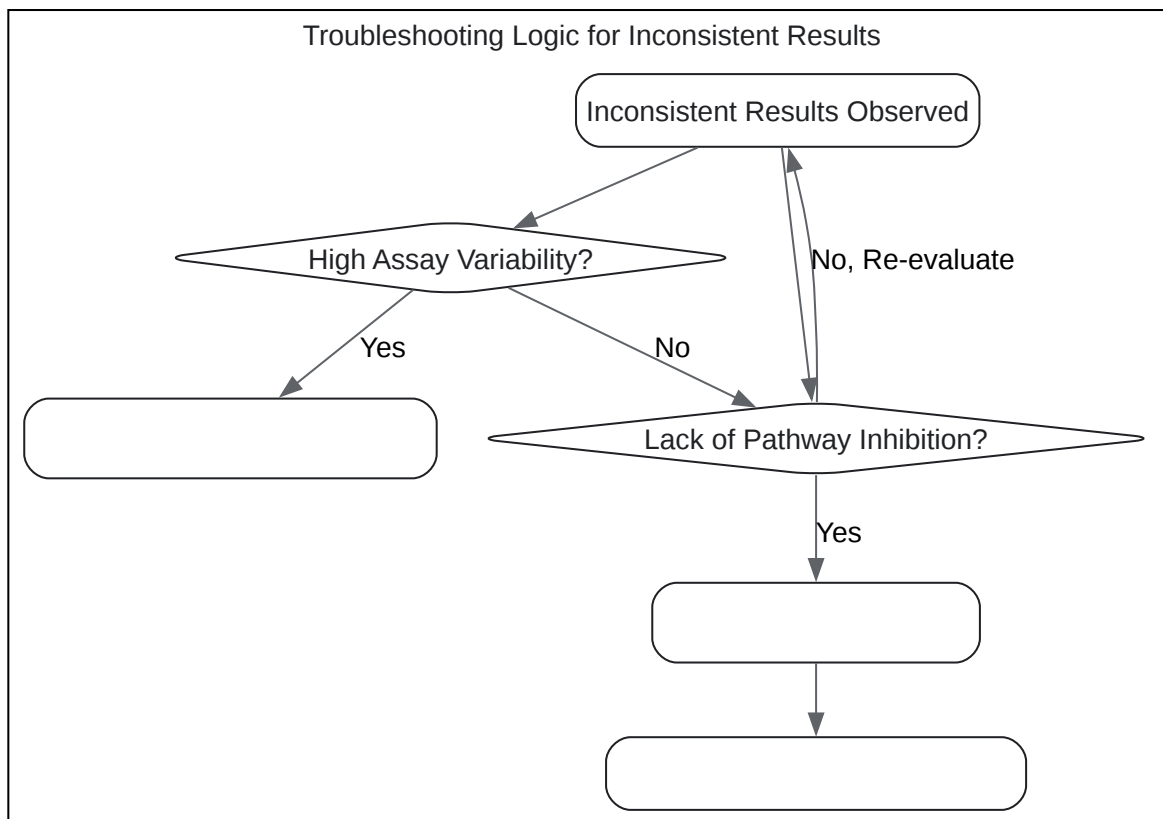 Troubleshooting Logic for Inconsistent Results
Inconsistent Results Observed
High Assay Variability?
No, Re-evaluate
Yes
No
Lack of Pathway Inhibition?
Yes